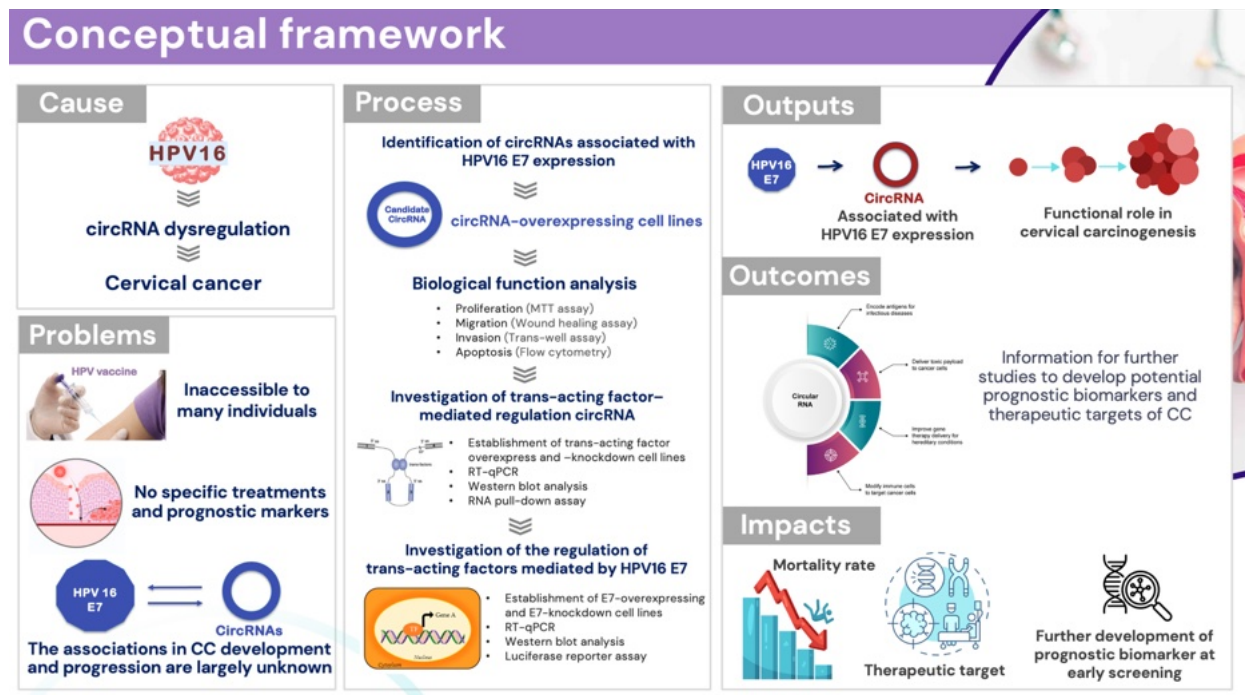 Conceptual framework
Cause
HPV16
circRNA dysregulation
Cervical cancer
Problems
HPV vaccine
Inaccessible to
many individuals
No specific treatments
and prognostic markers
HPV 16
E7
CircRNAs
The associations in CC development
and progression are largely unknown
Process
Identification of circRNAs associated with
HPV16 E7 expression
Candidate
CircRNA
circRNA-overexpressing cell lines
Biological function analysis
• Proliferation (MTT assay)
• Migration (Wound healing assay)
• Invasion (Trans-well assay)
• Apoptosis (Flow cytometry)
Investigation of trans-acting factor–
mediated regulation circRNA
• Establishment of trans-acting factor
overexpress and –knockdown cell lines
• RT-qPCR
• Western blot analysis
• RNA pull-down assay
Investigation of the regulation of
trans-acting factors mediated by HPV16 E7
TF
Gene A
Nucleus
Cytoplasm
• Establishment of E7-overexpressing
and E7-knockdown cell lines
• RT-qPCR
• Western blot analysis
• Luciferase reporter assay
Outputs
HPV16
E7
CircRNA
Associated with
HPV16 E7 expression
Functional role in
cervical carcinogenesis
Outcomes
Circular
RNA
Encode antigens for
infectious diseases
Deliver toxic payload
to cancer cells
Improve gene
therapy delivery for
hereditary conditions
Modify immune cells
to target cancer cells
Information for further
studies to develop potential
prognostic biomarkers and
therapeutic targets of CC
Impacts
Mortality rate
Therapeutic target
Further development of
prognostic biomarker at
early screening